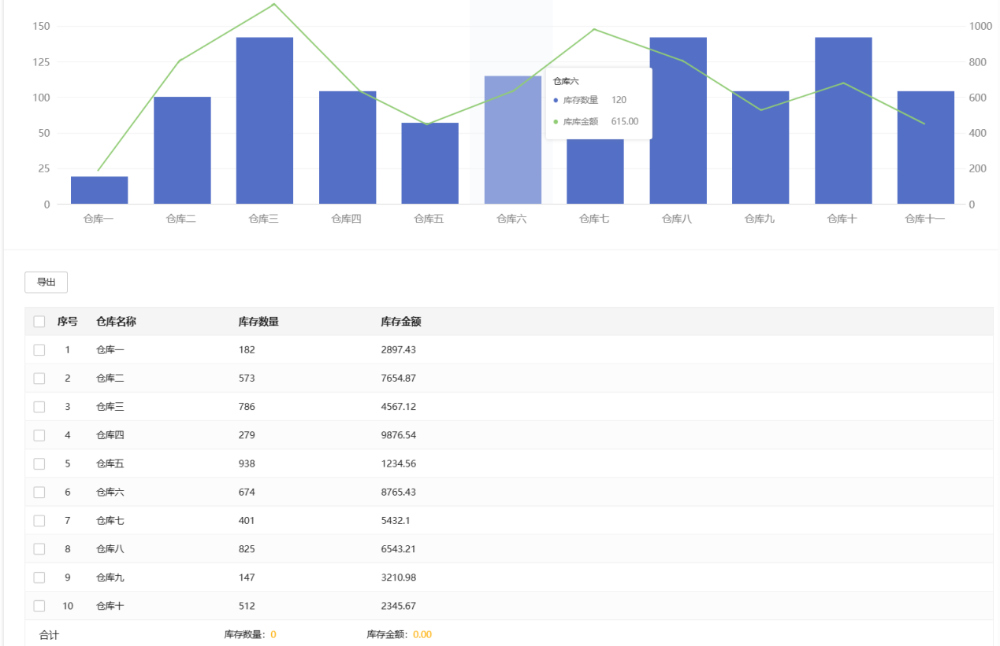 150 1000
125 800
100 600
50 400
25 200
0 0
仓库六
库存数量 120
库库金额 615.00
仓库一 仓库二 仓库三 仓库四 仓库五 仓库六 仓库七 仓库八 仓库九 仓库十 仓库十一
导出
序号 仓库名称 库存数量 库存金额
1 仓库一 182 2897.43
2 仓库二 573 7654.87
3 仓库三 786 4567.12
4 仓库四 279 9876.54
5 仓库五 938 1234.56
6 仓库六 674 8765.43
7 仓库七 401 5432.1
8 仓库八 825 6543.21
9 仓库九 147 3210.98
10 仓库十 512 2345.67
合计 库存数量：0 库存金额：0.00